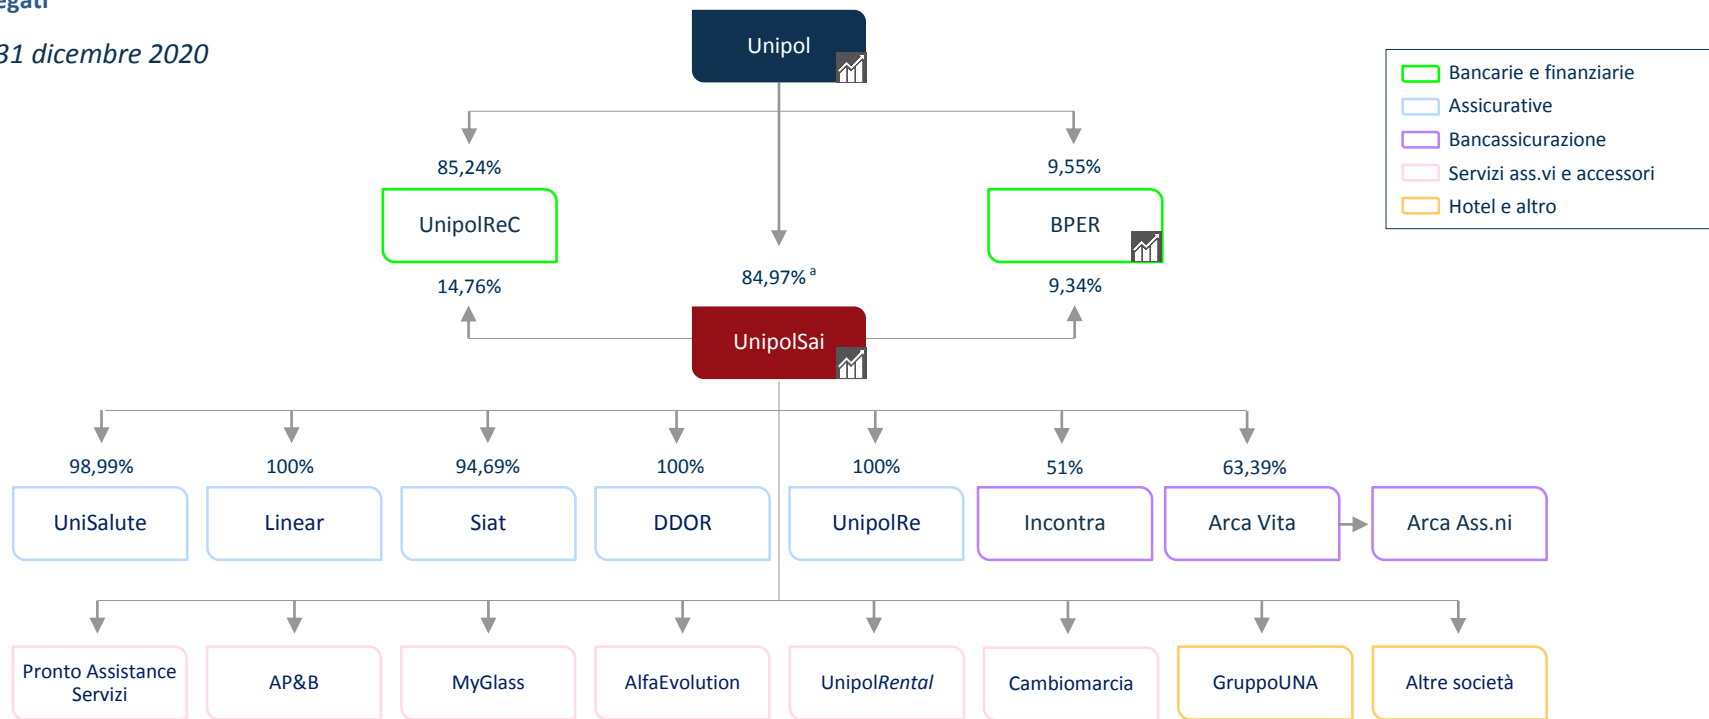 31 dicembre 2020
Unipol
Bancarie e finanziarie
Assicurative
Bancassicurazione
Servizi ass.vi e accessori
Hotel e altro
85,24%
9,55%
UnipolReC
BPER
14,76%
84,97% a
9,34%
UnipolSai
98,99%
100%
94,69%
100%
100%
51%
63,39%
UniSalute
Linear
Siat
DDOR
UnipolRe
Incontra
Arca Vita
Arca Ass.ni
Pronto Assistance
Servizi
AP&B
MyGlass
AlfaEvolution
UnipolRental
Cambiomarcia
GruppoUNA
Altre società